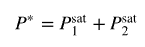 P* = P₁ˢᵃᵗ + P₂ˢᵃᵗ